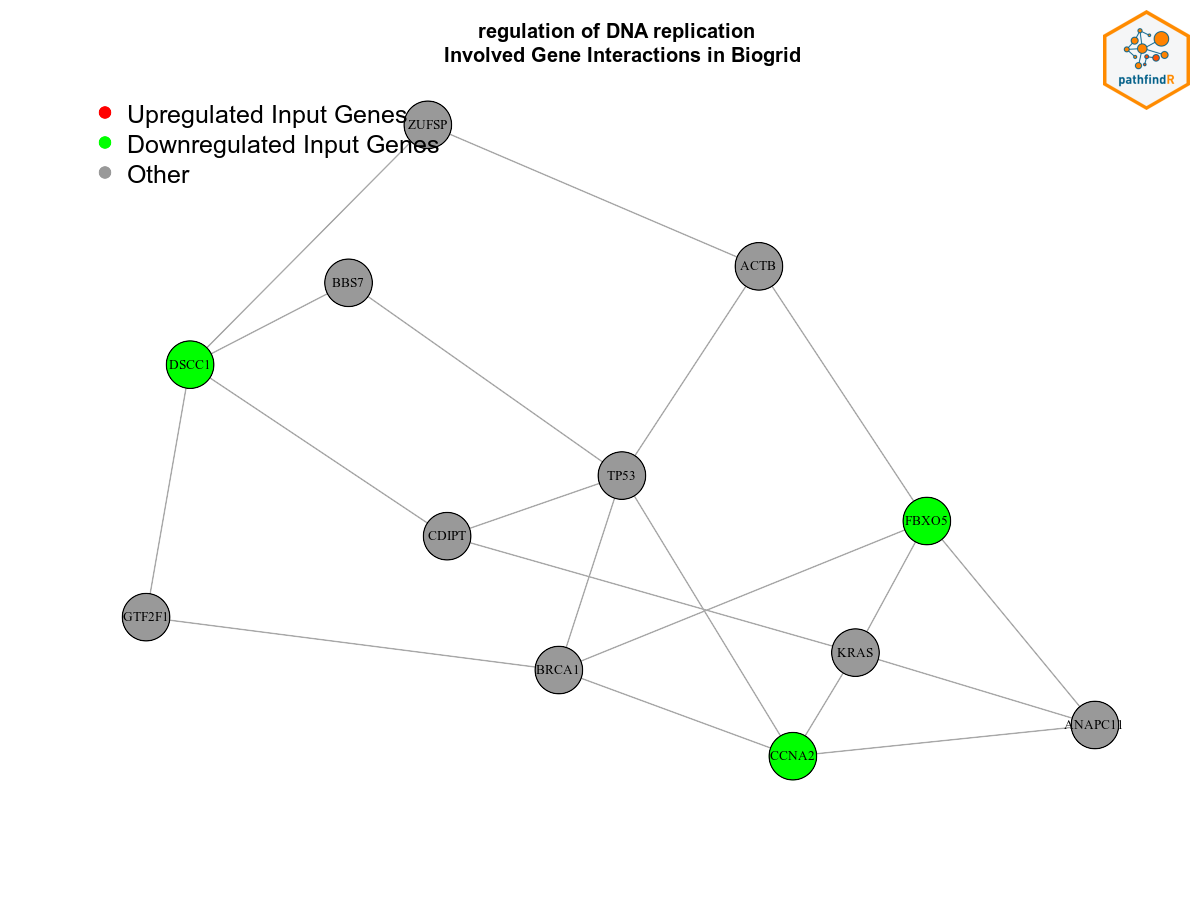 regulation of DNA replication
Involved Gene Interactions in Biogrid
pathfindR
Upregulated Input Genes
Downregulated Input Genes
Other
ZUFSP
ACTB
BBS7
DSCC1
TP53
FBXO5
CDIPT
GTF2F1
KRAS
BRCA1
ANAPC11
CCNA2